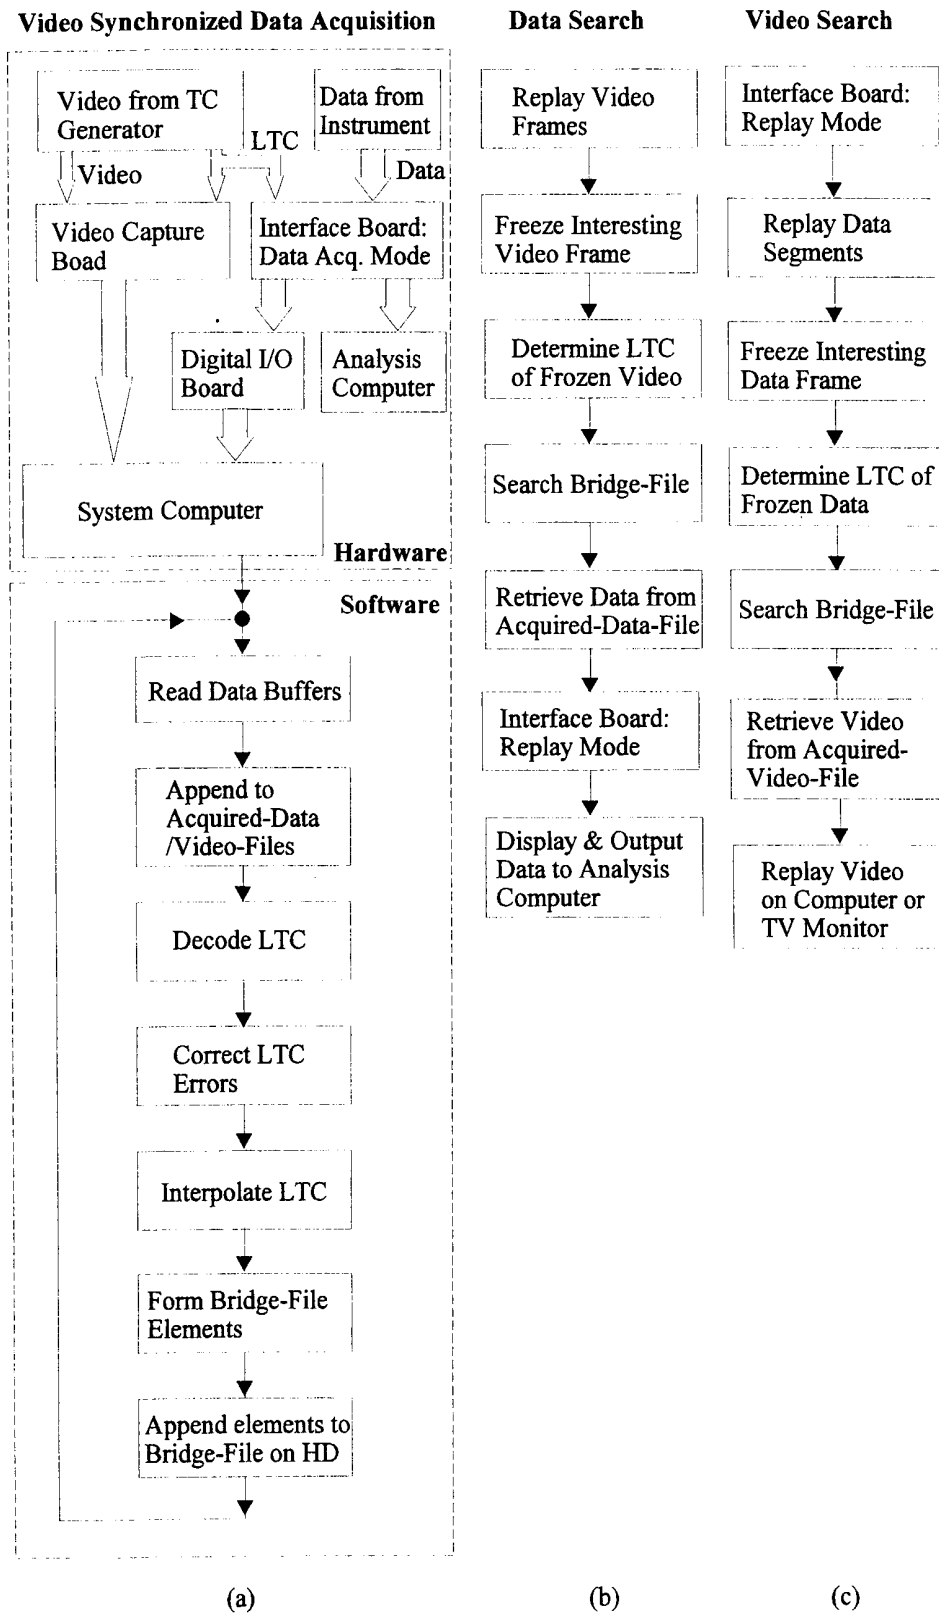 Video Synchronized Data Acquisition
Video from TC
Generator
Data from
Instrument
LTC
Video
Data
Video Capture
Boad
Interface Board:
Data Acq. Mode
Digital I/O
Board
Analysis
Computer
System Computer
Hardware
Software
Read Data Buffers
Append to
Acquired-Data
/Video-Files
Decode LTC
Correct LTC
Errors
Interpolate LTC
Form Bridge-File
Elements
Append elements to
Bridge-File on HD
(a)
Data Search
Replay Video
Frames
Freeze Interesting
Video Frame
Determine LTC
of Frozen Video
Search Bridge-File
Retrieve Data from
Acquired-Data-File
Interface Board:
Replay Mode
Display & Output
Data to Analysis
Computer
(b)
Video Search
Interface Board:
Replay Mode
Replay Data
Segments
Freeze Interesting
Data Frame
Determine LTC of
Frozen Data
Search Bridge-File
Retrieve Video
from Acquired-
Video-File
Replay Video
on Computer or
TV Monitor
(c)